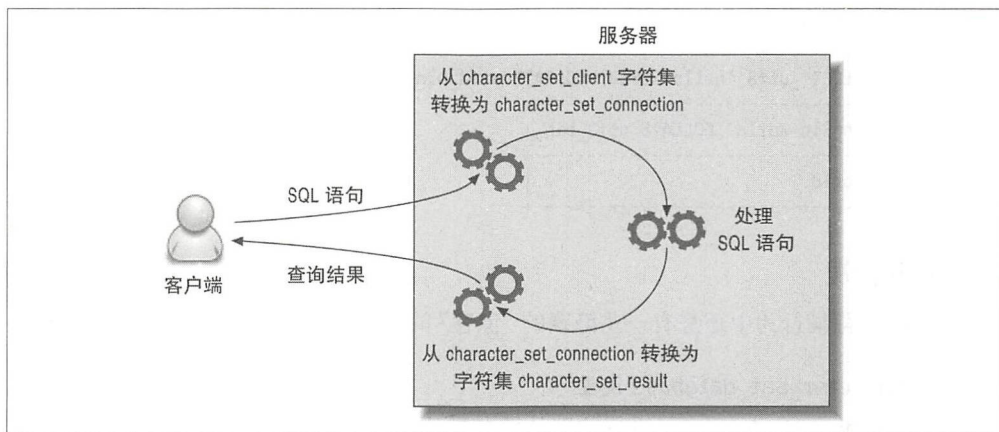 服务器
从 character_set_client 字符集
转换为 character_set_connection
SQL 语句
处理
SQL 语句
客户端
查询结果
从 character_set_connection 转换为
字符集 character_set_result